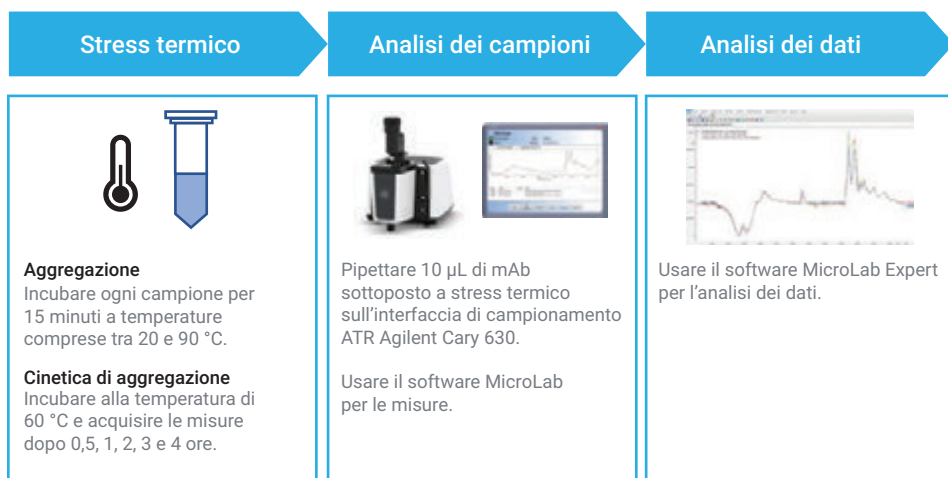 Stress termico
Analisi dei campioni
Analisi dei dati
Aggregazione
Incubare ogni campione per
15 minuti a temperature
comprese tra 20 e 90 °C.
Cinetica di aggregazione
Incubare alla temperatura di
60 °C e acquisire le misure
dopo 0,5, 1, 2, 3 e 4 ore.
Pipettare 10 µL di mAb
sottoposto a stress termico
sull'interfaccia di campionamento
ATR Agilent Cary 630.
Usare il software MicroLab
per le misure.
Usare il software MicroLab Expert
per l'analisi dei dati.